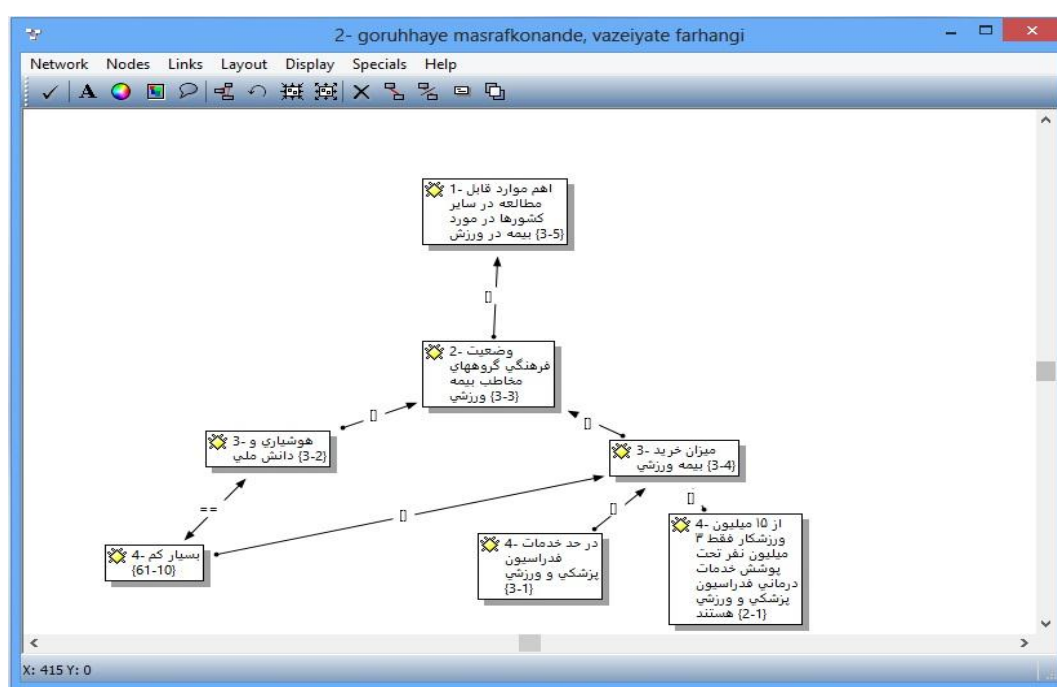 2- goruhhaye masrafkonande, vazeiyate farhangi
Network Nodes Links Layout Display Specials Help
1- اهم موارد قابل
مطالعه در ساير
كشورها در مورد
بيمه در ورزش {3-5}
[]
2- وضعيت
فرهنگي گروههاي
مخاطب بيمه
ورزشي {3-3}
[]
[]
3- هوشياري و
دانش ملي {3-2}
3- ميزان خريد
بيمه ورزشي {3-4}
==
[]
[]
[]
4- بسيار كم
{61-10}
4- در حد خدمات
فدراسيون
پزشكي و ورزشي
{3-1}
4- از ۱۵ ميليون
ورزشكار فقط ۳
ميليون نفر تحت
پوشش خدمات
درماني فدراسيون
پزشكي و ورزشي
هستند {2-1}
X: 415 Y: 0